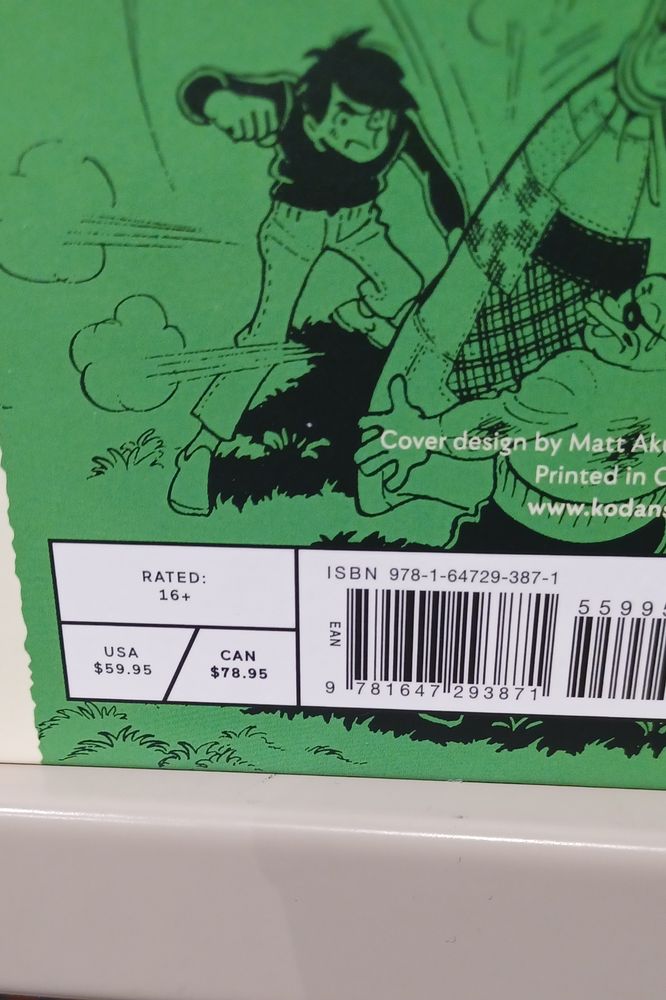 Cover design by Matt Aku
Printed in C
www.kodans
RATED:
16+
USA
$59.95
CAN
$78.95
ISBN 978-1-64729-387-1
EAN
5599
9 781647 293871